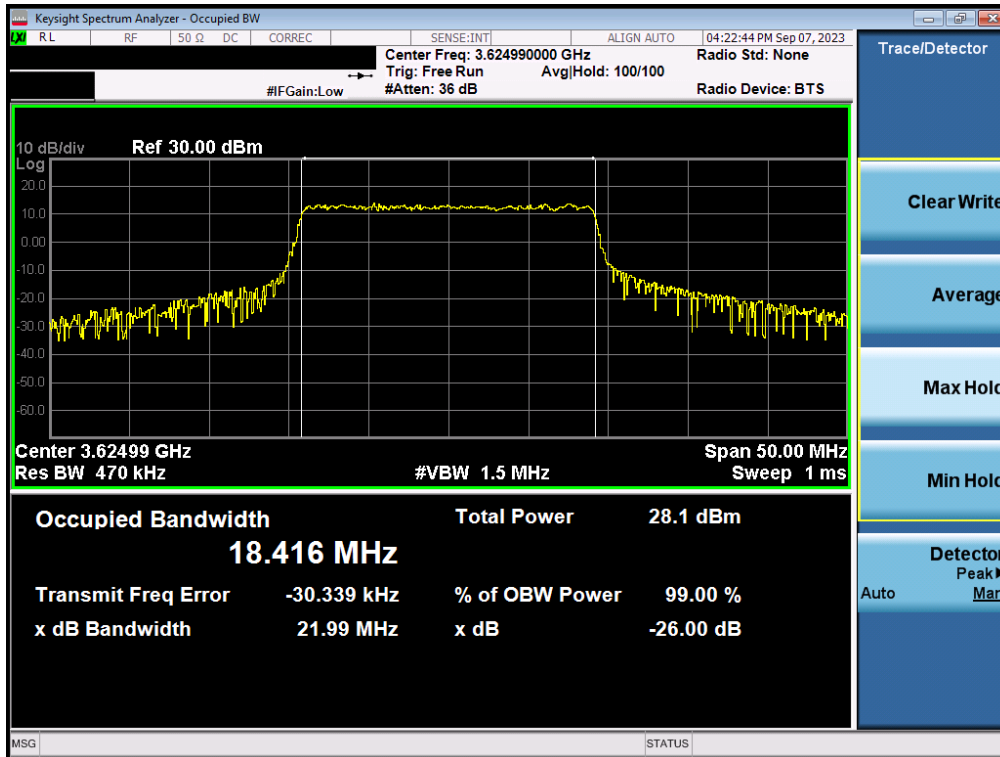 Keysight Spectrum Analyzer - Occupied BW
LXI RL RF 50 Ω DC CORREC SENSE:INT ALIGN AUTO 04:22:44 PM Sep 07, 2023
Center Freq: 3.624990000 GHz Radio Std: None
Trig: Free Run Avg|Hold: 100/100
#IFGain:Low #Atten: 36 dB Radio Device: BTS
Trace/Detector
10 dB/div Ref 30.00 dBm
Log
20.0
10.0
0.00
-10.0
-20.0
-30.0
-40.0
-50.0
-60.0
Center 3.62499 GHz Span 50.00 MHz
Res BW 470 kHz #VBW 1.5 MHz Sweep 1 ms
Occupied Bandwidth Total Power 28.1 dBm
18.416 MHz
Transmit Freq Error -30.339 kHz % of OBW Power 99.00 %
x dB Bandwidth 21.99 MHz x dB -26.00 dB
Clear Write
Average
Max Hold
Min Hold
Detector
Peak
Auto Man
MSG STATUS